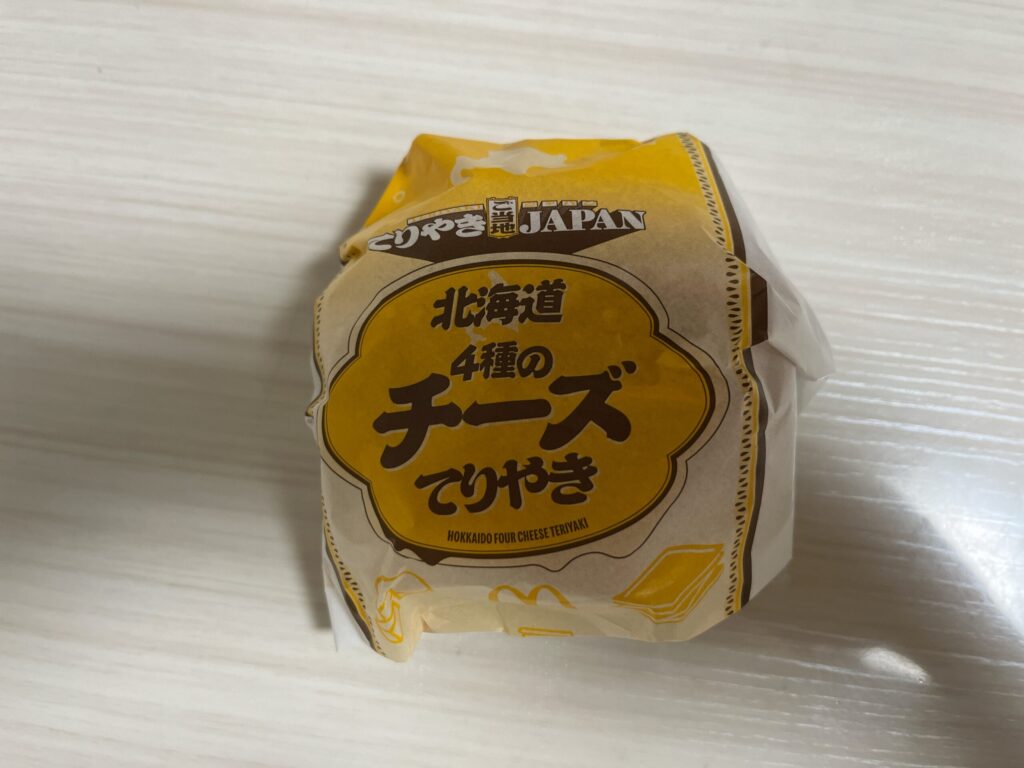 てりやき ご当地 JAPAN
北海道
4種の
チーズ
てりやき
HOKKAIDO FOUR CHEESE TERIYAKI